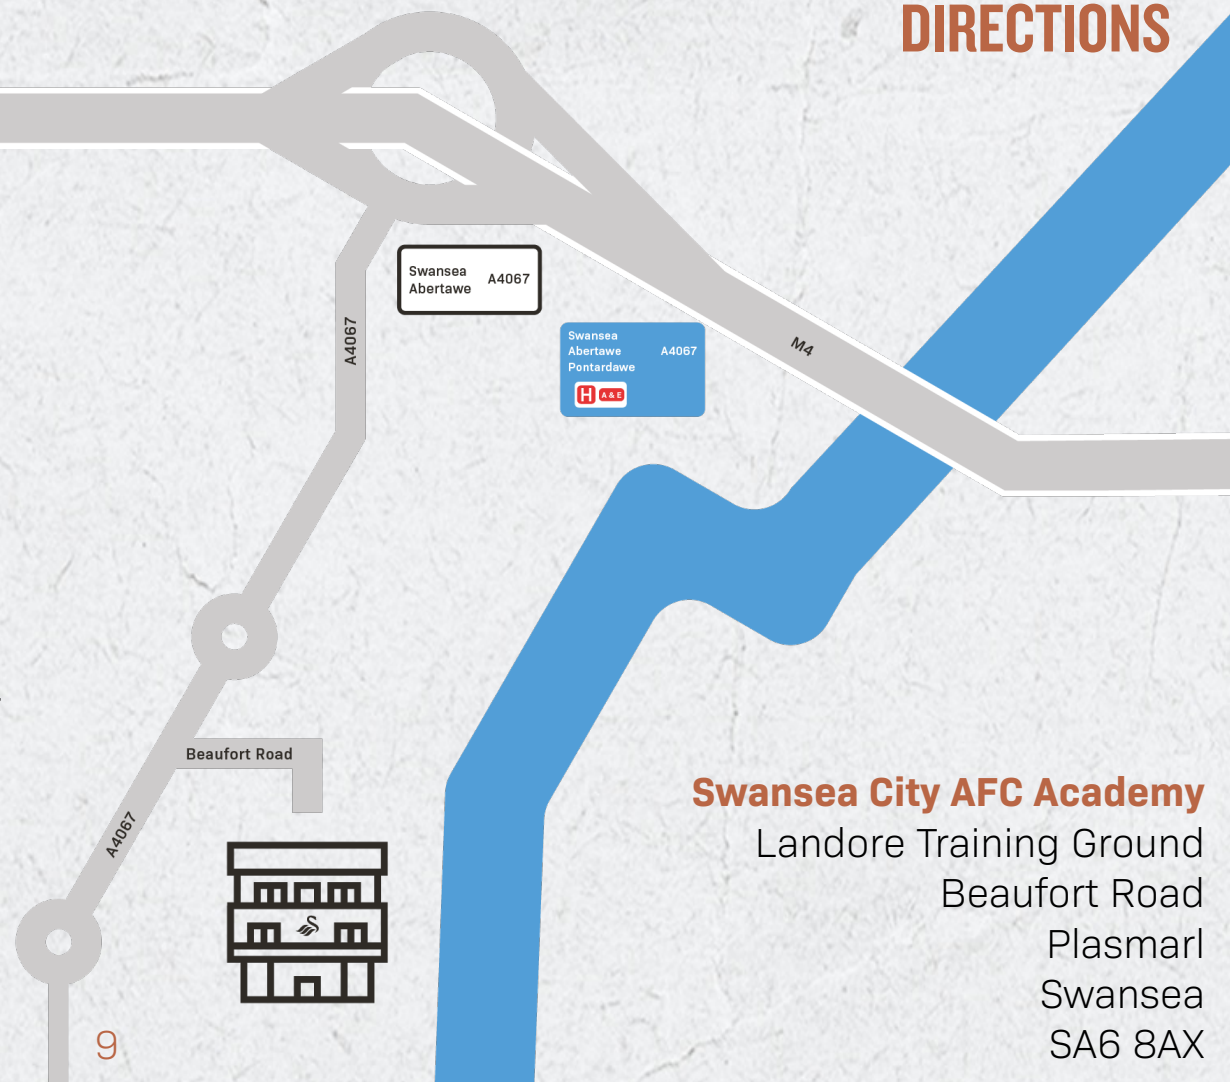 DIRECTIONS
Swansea
Abertawe
A4067
A4067
Swansea
Abertawe
Pontardawe
A4067
H A & E
M4
Beaufort Road
A4067
Swansea City AFC Academy
Landore Training Ground
Beaufort Road
Plasmarl
Swansea
SA6 8AX
9